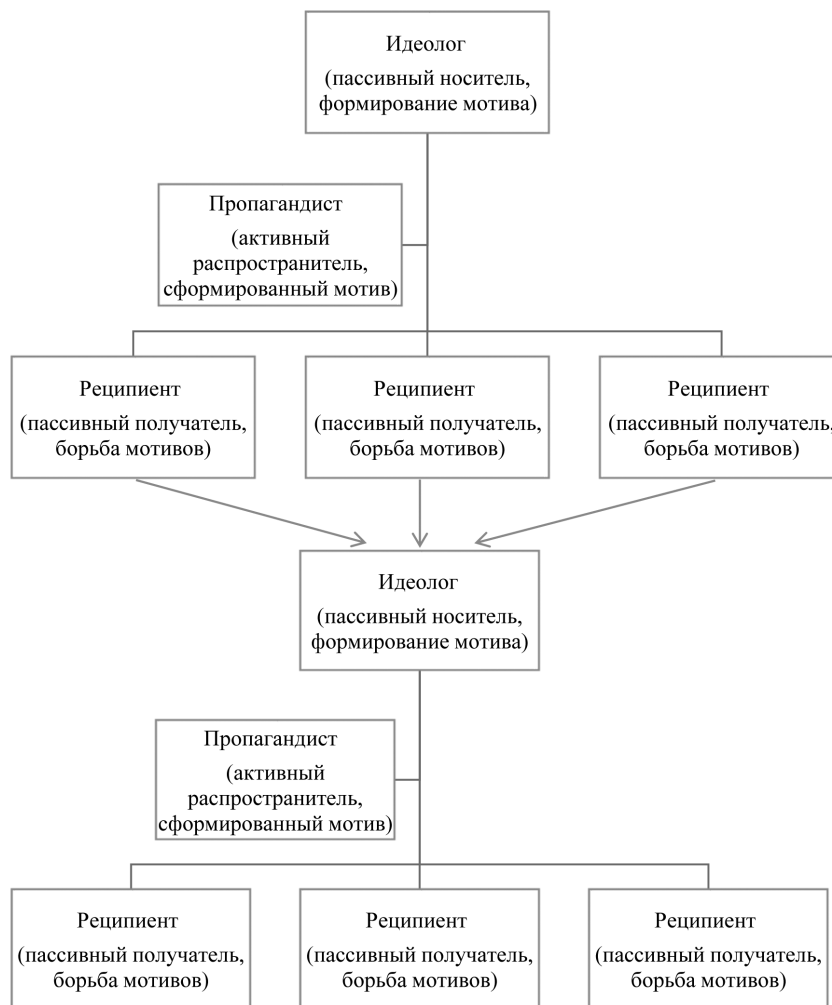 Идеолог
(пассивный носитель,
формирование мотива)
Пропагандист
(активный
распространитель,
сформированный мотив)
Реципиент
(пассивный получатель,
борьба мотивов)
Реципиент
(пассивный получатель,
борьба мотивов)
Реципиент
(пассивный получатель,
борьба мотивов)
Идеолог
(пассивный носитель,
формирование мотива)
Пропагандист
(активный
распространитель,
сформированный мотив)
Реципиент
(пассивный получатель,
борьба мотивов)
Реципиент
(пассивный получатель,
борьба мотивов)
Реципиент
(пассивный получатель,
борьба мотивов)